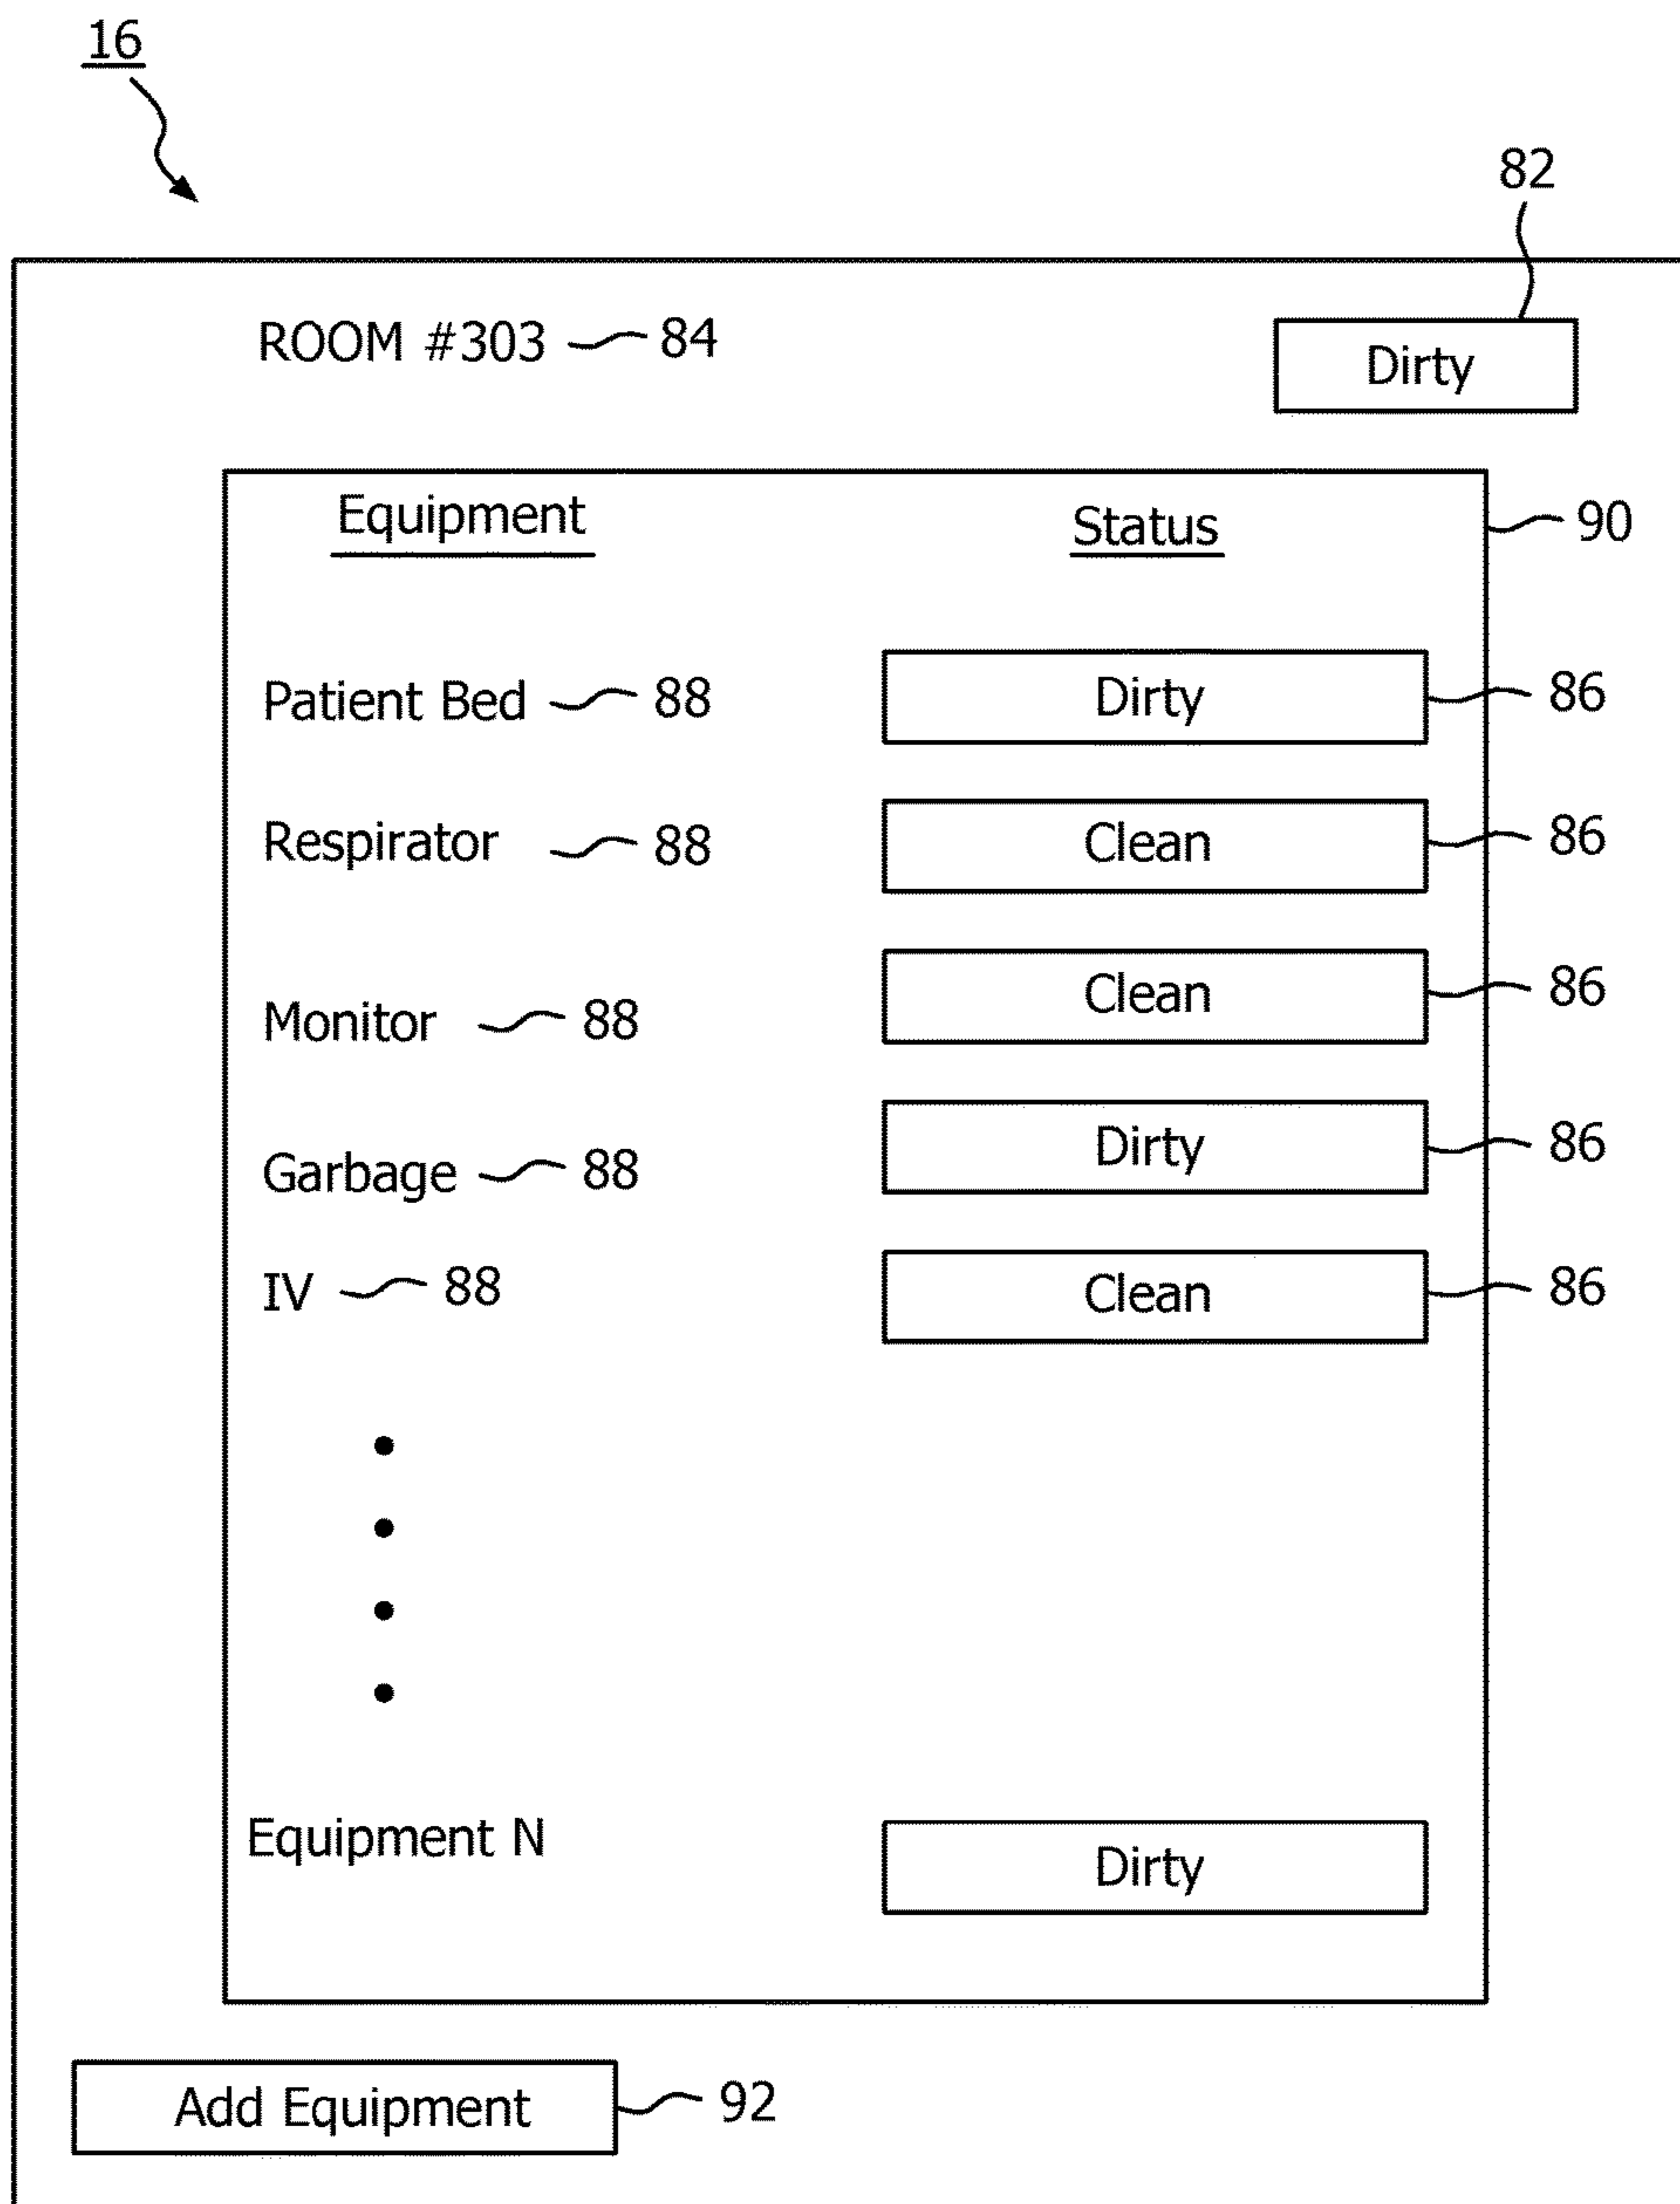 16
82
ROOM #303 84
Dirty
Equipment Status 90
Patient Bed 88 Dirty 86
Respirator 88 Clean 86
Monitor 88 Clean 86
Garbage 88 Dirty 86
IV 88 Clean 86
Equipment N Dirty
Add Equipment 92